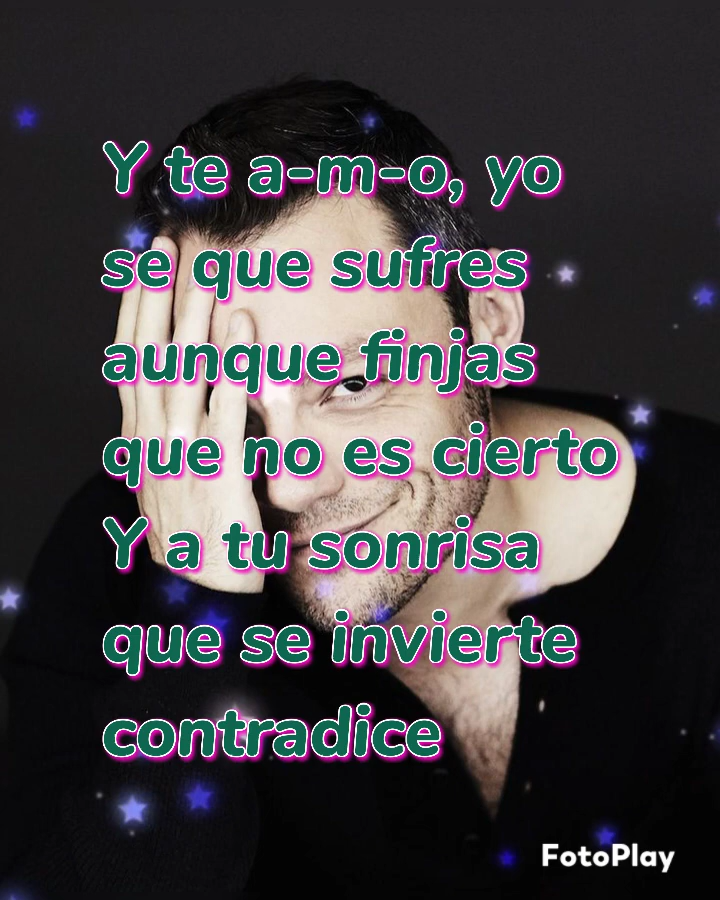 Y te a-m-o, yo
se que sufres
aunque finjas
que no es cierto
Y a tu sonrisa
que se invierte
contradice
FotoPlay